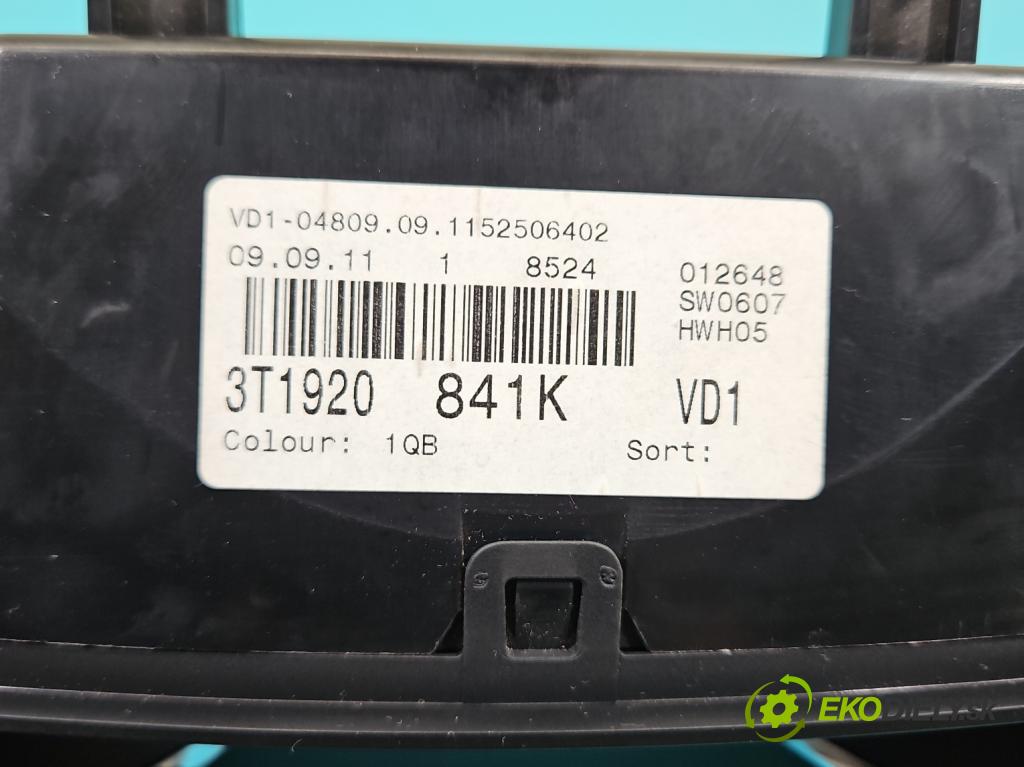 VD1-04809.09.1152506402
09.09.11 1 8524 012648
SW0607
HWH05
3T1920 841K VD1
Colour: 1QB Sort:
EKODIELY.SK